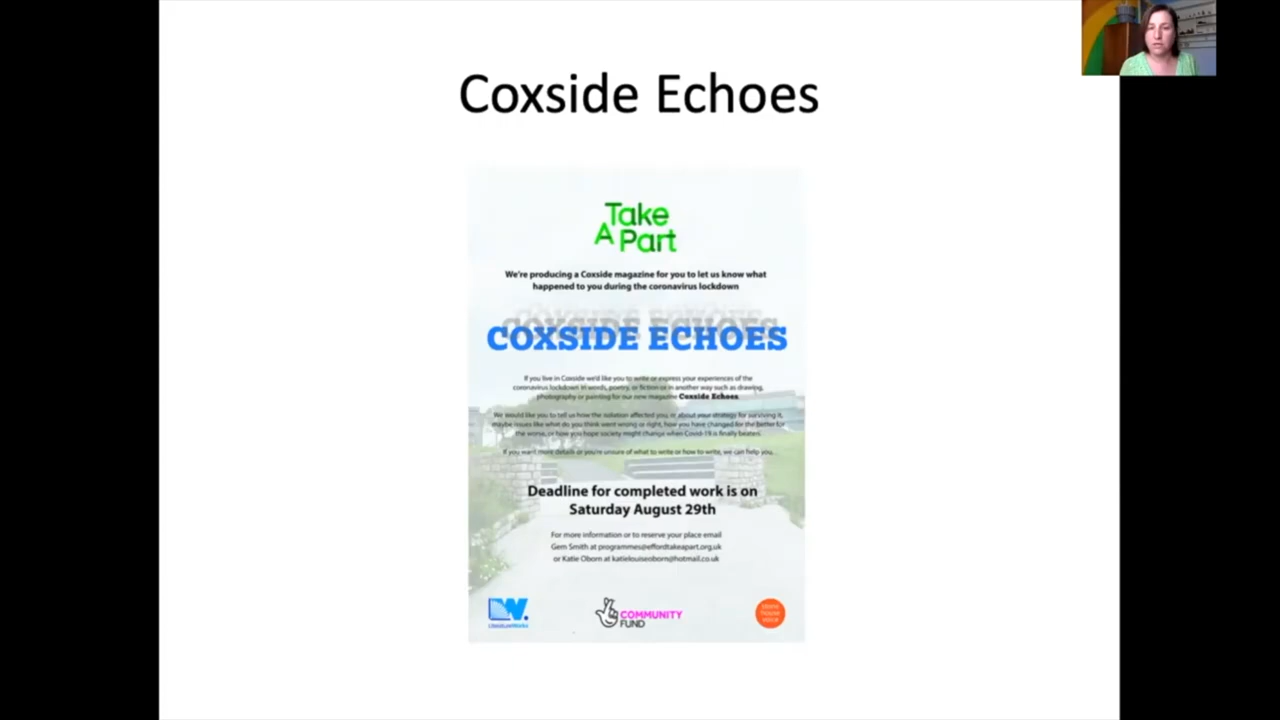 Coxside Echoes
Take
A Part
We're producing a Coxside magazine for you to let us know what
happened to you during the coronavirus lockdown
COXSIDE ECHOES
If you live in Coxside we'd like you to write or express your experiences of the
coronavirus lockdown in words, poetry, or fiction or in another way such as drawing,
photography or painting for our new magazine Coxside Echoes
We would like you to tell us how the isolation affected you, or about your strategy for surviving it,
maybe issues like what do you think went wrong or right, how you have changed for the better for
the worse, or how you hope society might change when Covid-19 is finally beaten.
If you want more details or you're unsure of what to write or how to write, we can help you.
Deadline for completed work is on
Saturday August 29th
For more information or to reserve your place email
Gem Smith at programmes@effordtakeapart.org.uk
or Katie Oborn at katielouiseoborn@hotmail.co.uk
LW.
LiteratureWorks
COMMUNITY
FUND
stone
house
voice